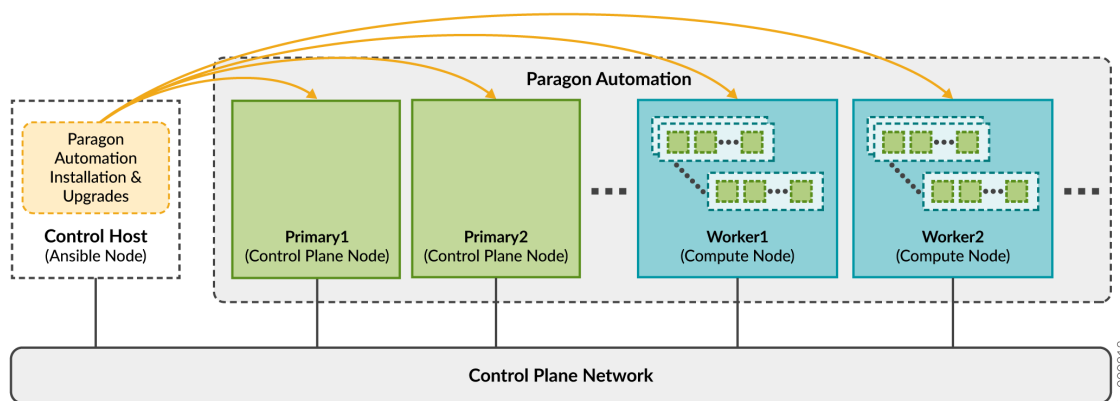 Paragon Automation
Paragon
Automation
Installation &
Upgrades
Control Host
(Ansible Node)
Primary1
(Control Plane Node)
Primary2
(Control Plane Node)
Worker1
(Compute Node)
Worker2
(Compute Node)
Control Plane Network